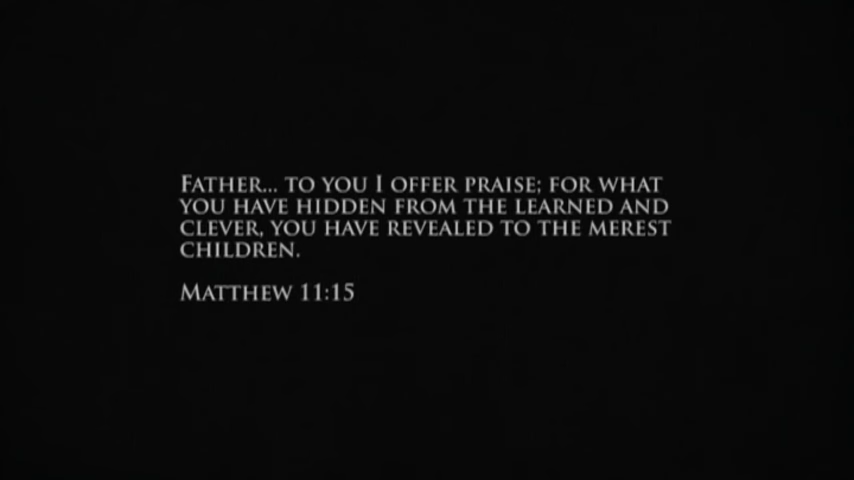 Father... to you I offer praise; for what
you have hidden from the learned and
clever, you have revealed to the merest
children.
Matthew 11:15